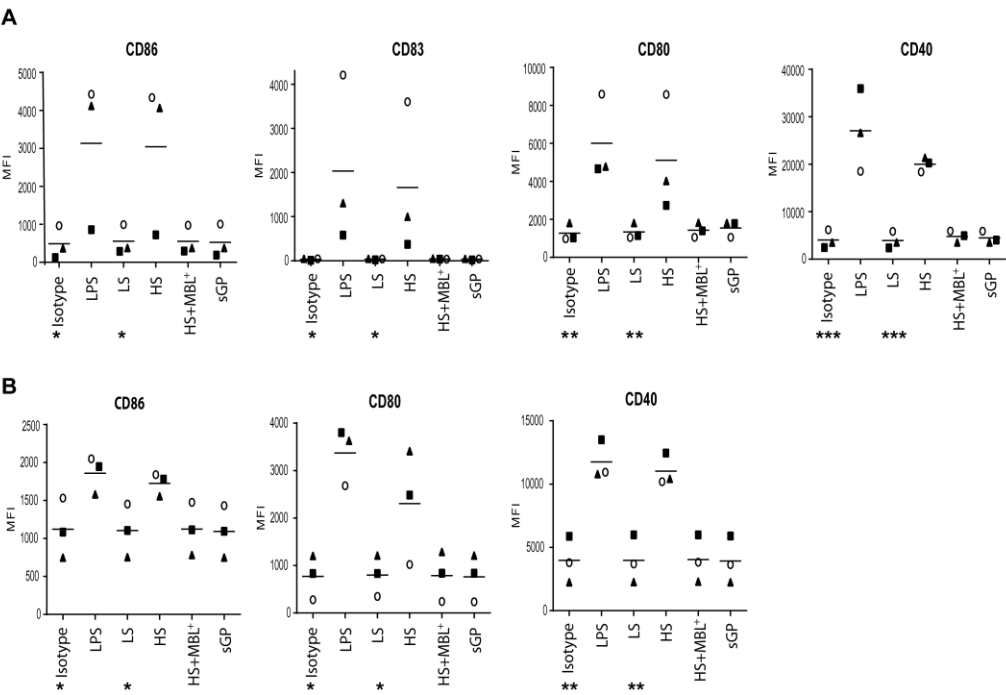 A
CD86
5000
4000
3000
2000
1000
0
MFI
Isotype
LPS
LS
HS
HS+MBL+
sGP
* *
CD83
4000
3000
2000
1000
0
MFI
Isotype
LPS
LS
HS
HS+MBL+
sGP
* *
CD80
10000
8000
6000
4000
2000
0
MFI
Isotype
LPS
LS
HS
HS+MBL+
sGP
** **
CD40
40000
30000
20000
10000
0
MFI
Isotype
LPS
LS
HS
HS+MBL+
sGP
*** ***
B
CD86
2500
2000
1500
1000
500
0
MFI
Isotype
LPS
LS
HS
HS+MBL+
sGP
* *
CD80
4000
3000
2000
1000
0
MFI
Isotype
LPS
LS
HS
HS+MBL+
sGP
* *
CD40
15000
10000
5000
0
MFI
Isotype
LPS
LS
HS
HS+MBL+
sGP
** **